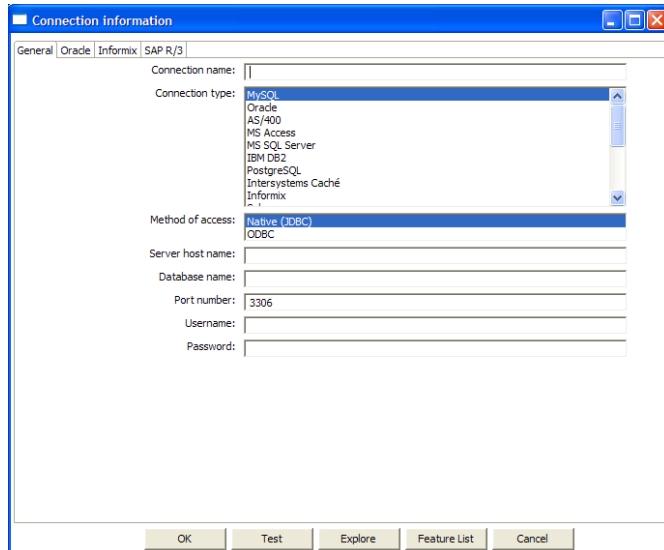 Connection information
General Oracle Informix SAP R/3
Connection name:
Connection type: MySQL
Oracle
AS/400
MS Access
MS SQL Server
IBM DB2
PostgreSQL
Intersystems Caché
Informix
Method of access: Native (JDBC)
ODBC
Server host name:
Database name:
Port number: 3306
Username:
Password:
OK Test Explore Feature List Cancel